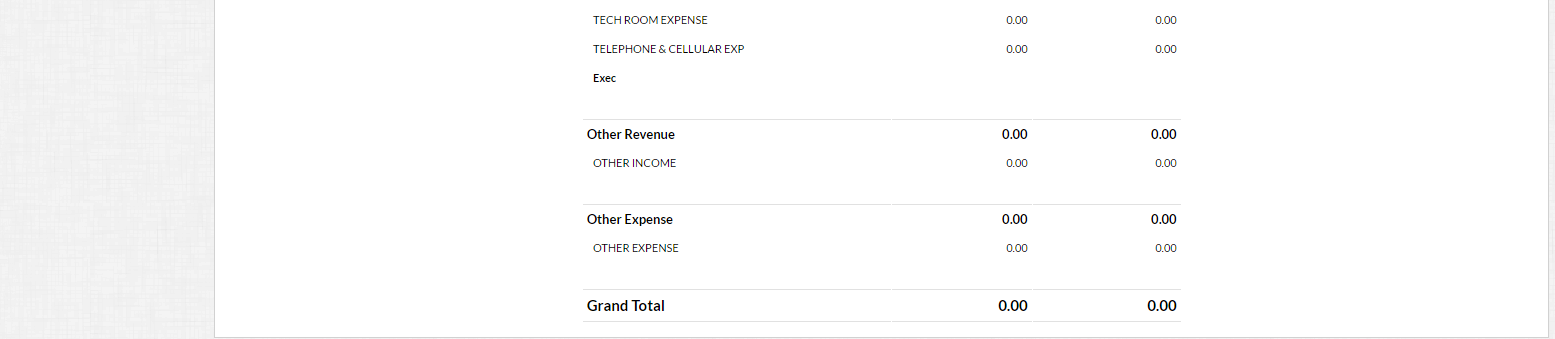 TECH ROOM EXPENSE 0.00 0.00
TELEPHONE & CELLULAR EXP 0.00 0.00
Exec
Other Revenue 0.00 0.00
OTHER INCOME 0.00 0.00
Other Expense 0.00 0.00
OTHER EXPENSE 0.00 0.00
Grand Total 0.00 0.00